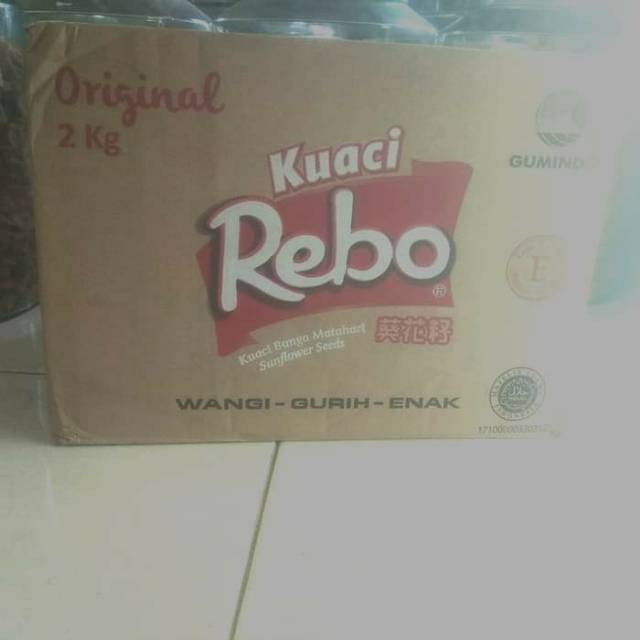 Original
2 Kg
Kuaci
Rebo
®
Kuaci Bunga Matahari
Sunflower Seeds
葵花籽
WANGI - GURIH - ENAK
E